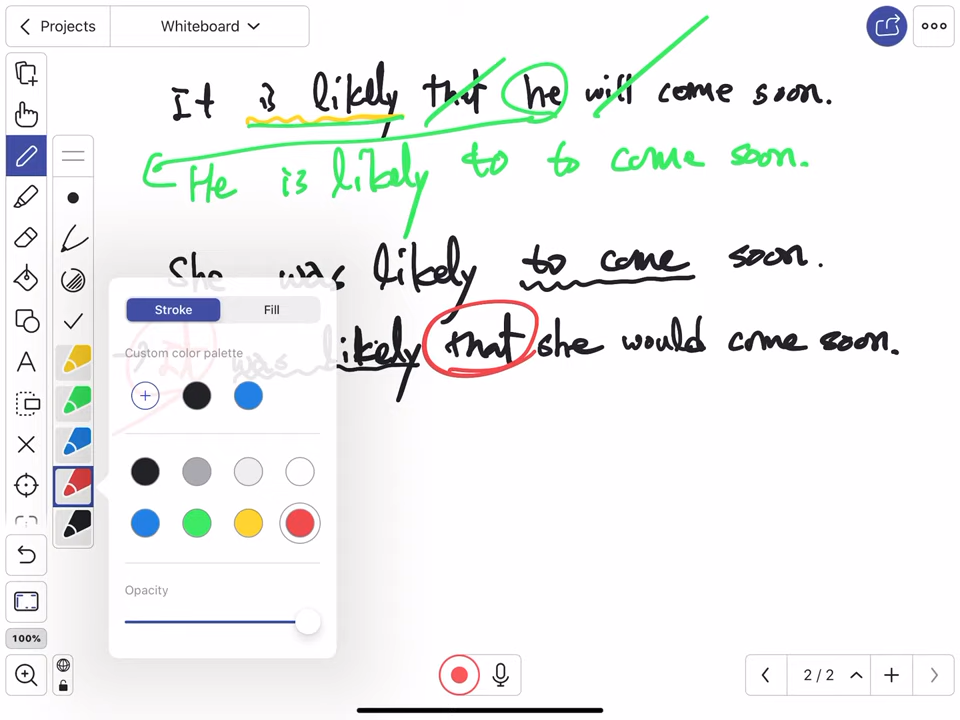 Projects
Whiteboard
It is likely that he will come soon.
He is likely to to come soon.
She was likely to come soon.
it was likely that she would come soon.
Stroke Fill
Custom color palette
Opacity
A
100%
2 / 2